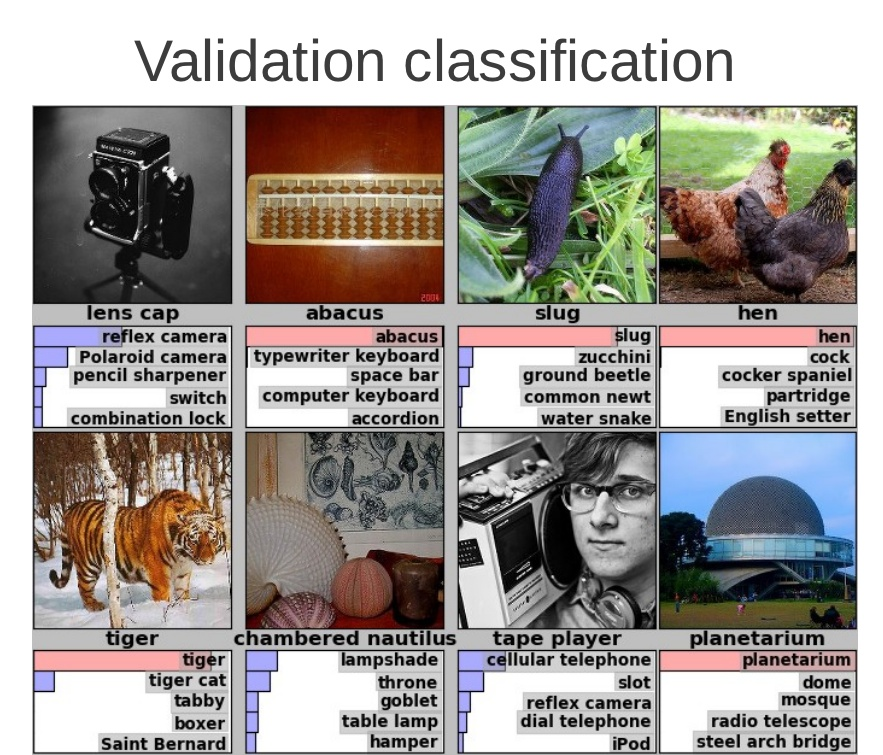 Validation classification
lens cap
abacus
slug
hen
reflex camera
Polaroid camera
pencil sharpener
switch
combination lock
abacus
typewriter keyboard
space bar
computer keyboard
accordion
slug
zucchini
ground beetle
common newt
water snake
hen
cock
cocker spaniel
partridge
English setter
2004
tiger
chambered nautilus
tape player
planetarium
tiger
tiger cat
tabby
boxer
Saint Bernard
lampshade
throne
goblet
table lamp
hamper
cellular telephone
slot
reflex camera
dial telephone
iPod
planetarium
dome
mosque
radio telescope
steel arch bridge